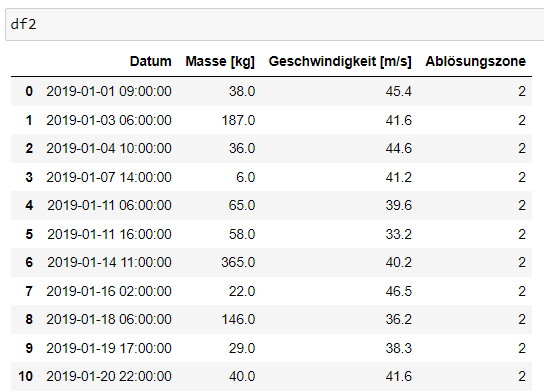 df2
Datum Masse [kg] Geschwindigkeit [m/s] Ablösungszone
0 2019-01-01 09:00:00 38.0 45.4 2
1 2019-01-03 06:00:00 187.0 41.6 2
2 2019-01-04 10:00:00 36.0 44.6 2
3 2019-01-07 14:00:00 6.0 41.2 2
4 2019-01-11 06:00:00 65.0 39.6 2
5 2019-01-11 16:00:00 58.0 33.2 2
6 2019-01-14 11:00:00 365.0 40.2 2
7 2019-01-16 02:00:00 22.0 46.5 2
8 2019-01-18 06:00:00 146.0 36.2 2
9 2019-01-19 17:00:00 29.0 38.3 2
10 2019-01-20 22:00:00 40.0 41.6 2